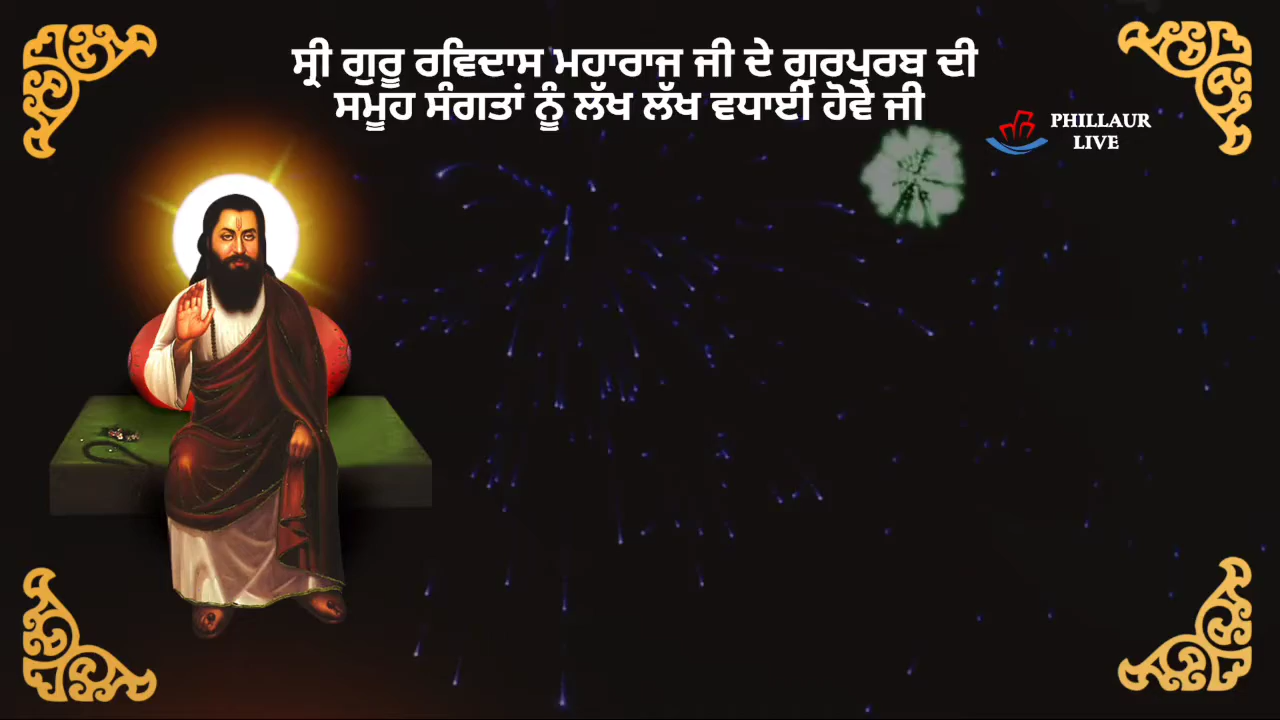 ਸ੍ਰੀ ਗੁਰੂ ਰਵਿਦਾਸ ਮਹਾਰਾਜ ਜੀ ਦੇ ਗੁਰਪੁਰਬ ਦੀ
ਸਮੂਹ ਸੰਗਤਾਂ ਨੂੰ ਲੱਖ ਲੱਖ ਵਧਾਈ ਹੋਵੇ ਜੀ
PHILLAUR
LIVE